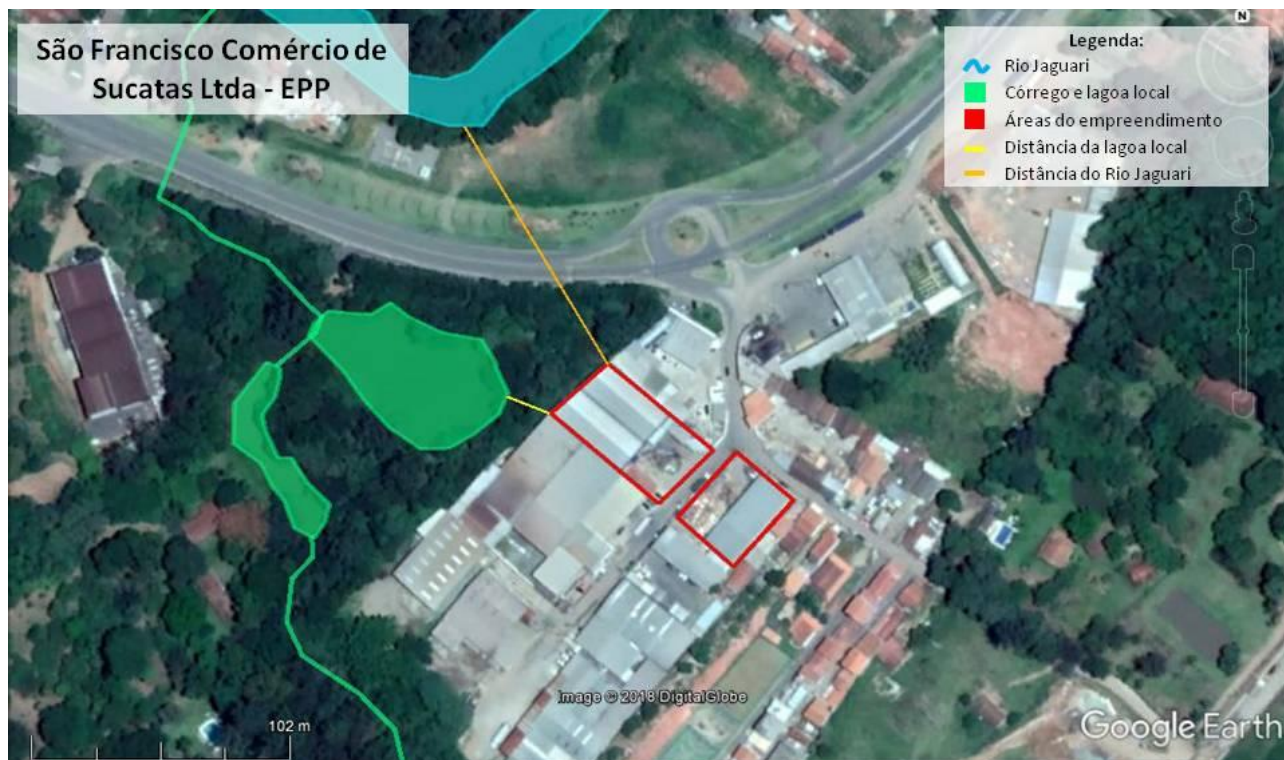 São Francisco Comércio de
Sucatas Ltda - EPP
N
Legenda:
Rio Jaguari
Córrego e lagoa local
Áreas do empreendimento
Distância da lagoa local
Distância do Rio Jaguari
Image © 2018 DigitalGlobe
102 m
Google Earth